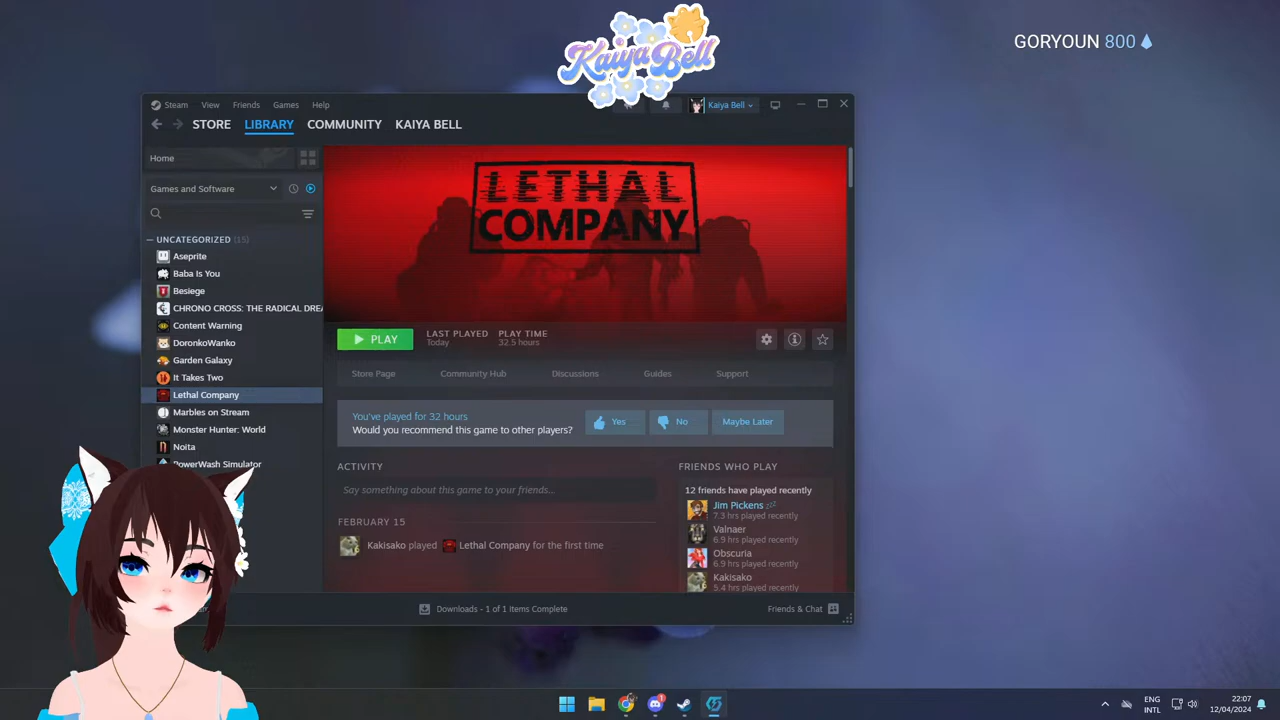 KaiyaBell
GORYOUN 800
Steam View Friends Games Help
Kaiya Bell
STORE LIBRARY COMMUNITY KAIYA BELL
Home
Games and Software
UNCATEGORIZED (15)
Aseprite
Baba Is You
Besiege
CHRONO CROSS: THE RADICAL DREA
Content Warning
DoronkoWanko
Garden Galaxy
It Takes Two
Lethal Company
Marbles on Stream
Monster Hunter: World
Noita
PowerWash Simulator
LETHAL
COMPANY
PLAY
LAST PLAYED
Today
PLAY TIME
32.5 hours
Store Page Community Hub Discussions Guides Support
You've played for 32 hours
Would you recommend this game to other players?
Yes No Maybe Later
ACTIVITY
Say something about this game to your friends...
FEBRUARY 15
Kakisako played Lethal Company for the first time
FRIENDS WHO PLAY
12 friends have played recently
Jim Pickens zzz
7.3 hrs played recently
Valnaer
6.9 hrs played recently
Obscuria
6.9 hrs played recently
Kakisako
5.4 hrs played recently
Downloads - 1 of 1 Items Complete
Friends & Chat
1
ENG
INTL
22:07
12/04/2024